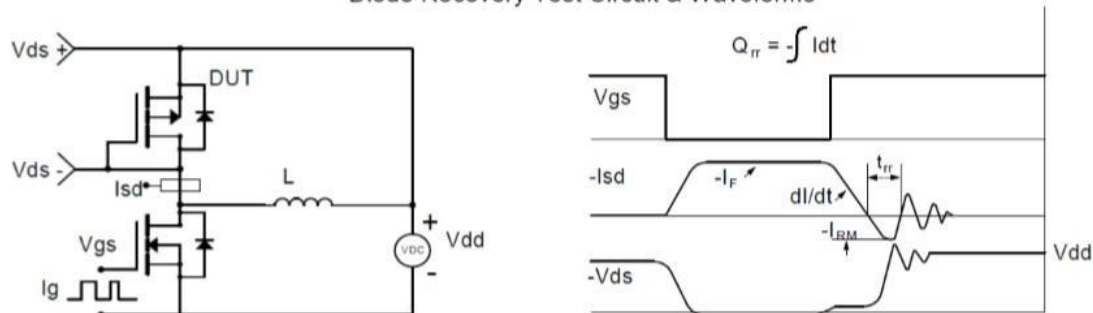 Diode Recovery Test Circuit & Waveforms
Vds +
DUT
Vds -
Isd
L
Vgs
Ig
VDC
+
-
Vdd
Qrr = -∫ Idt
Vgs
-Isd
-IF
dI/dt
trr
-IRM
Vdd
-Vds